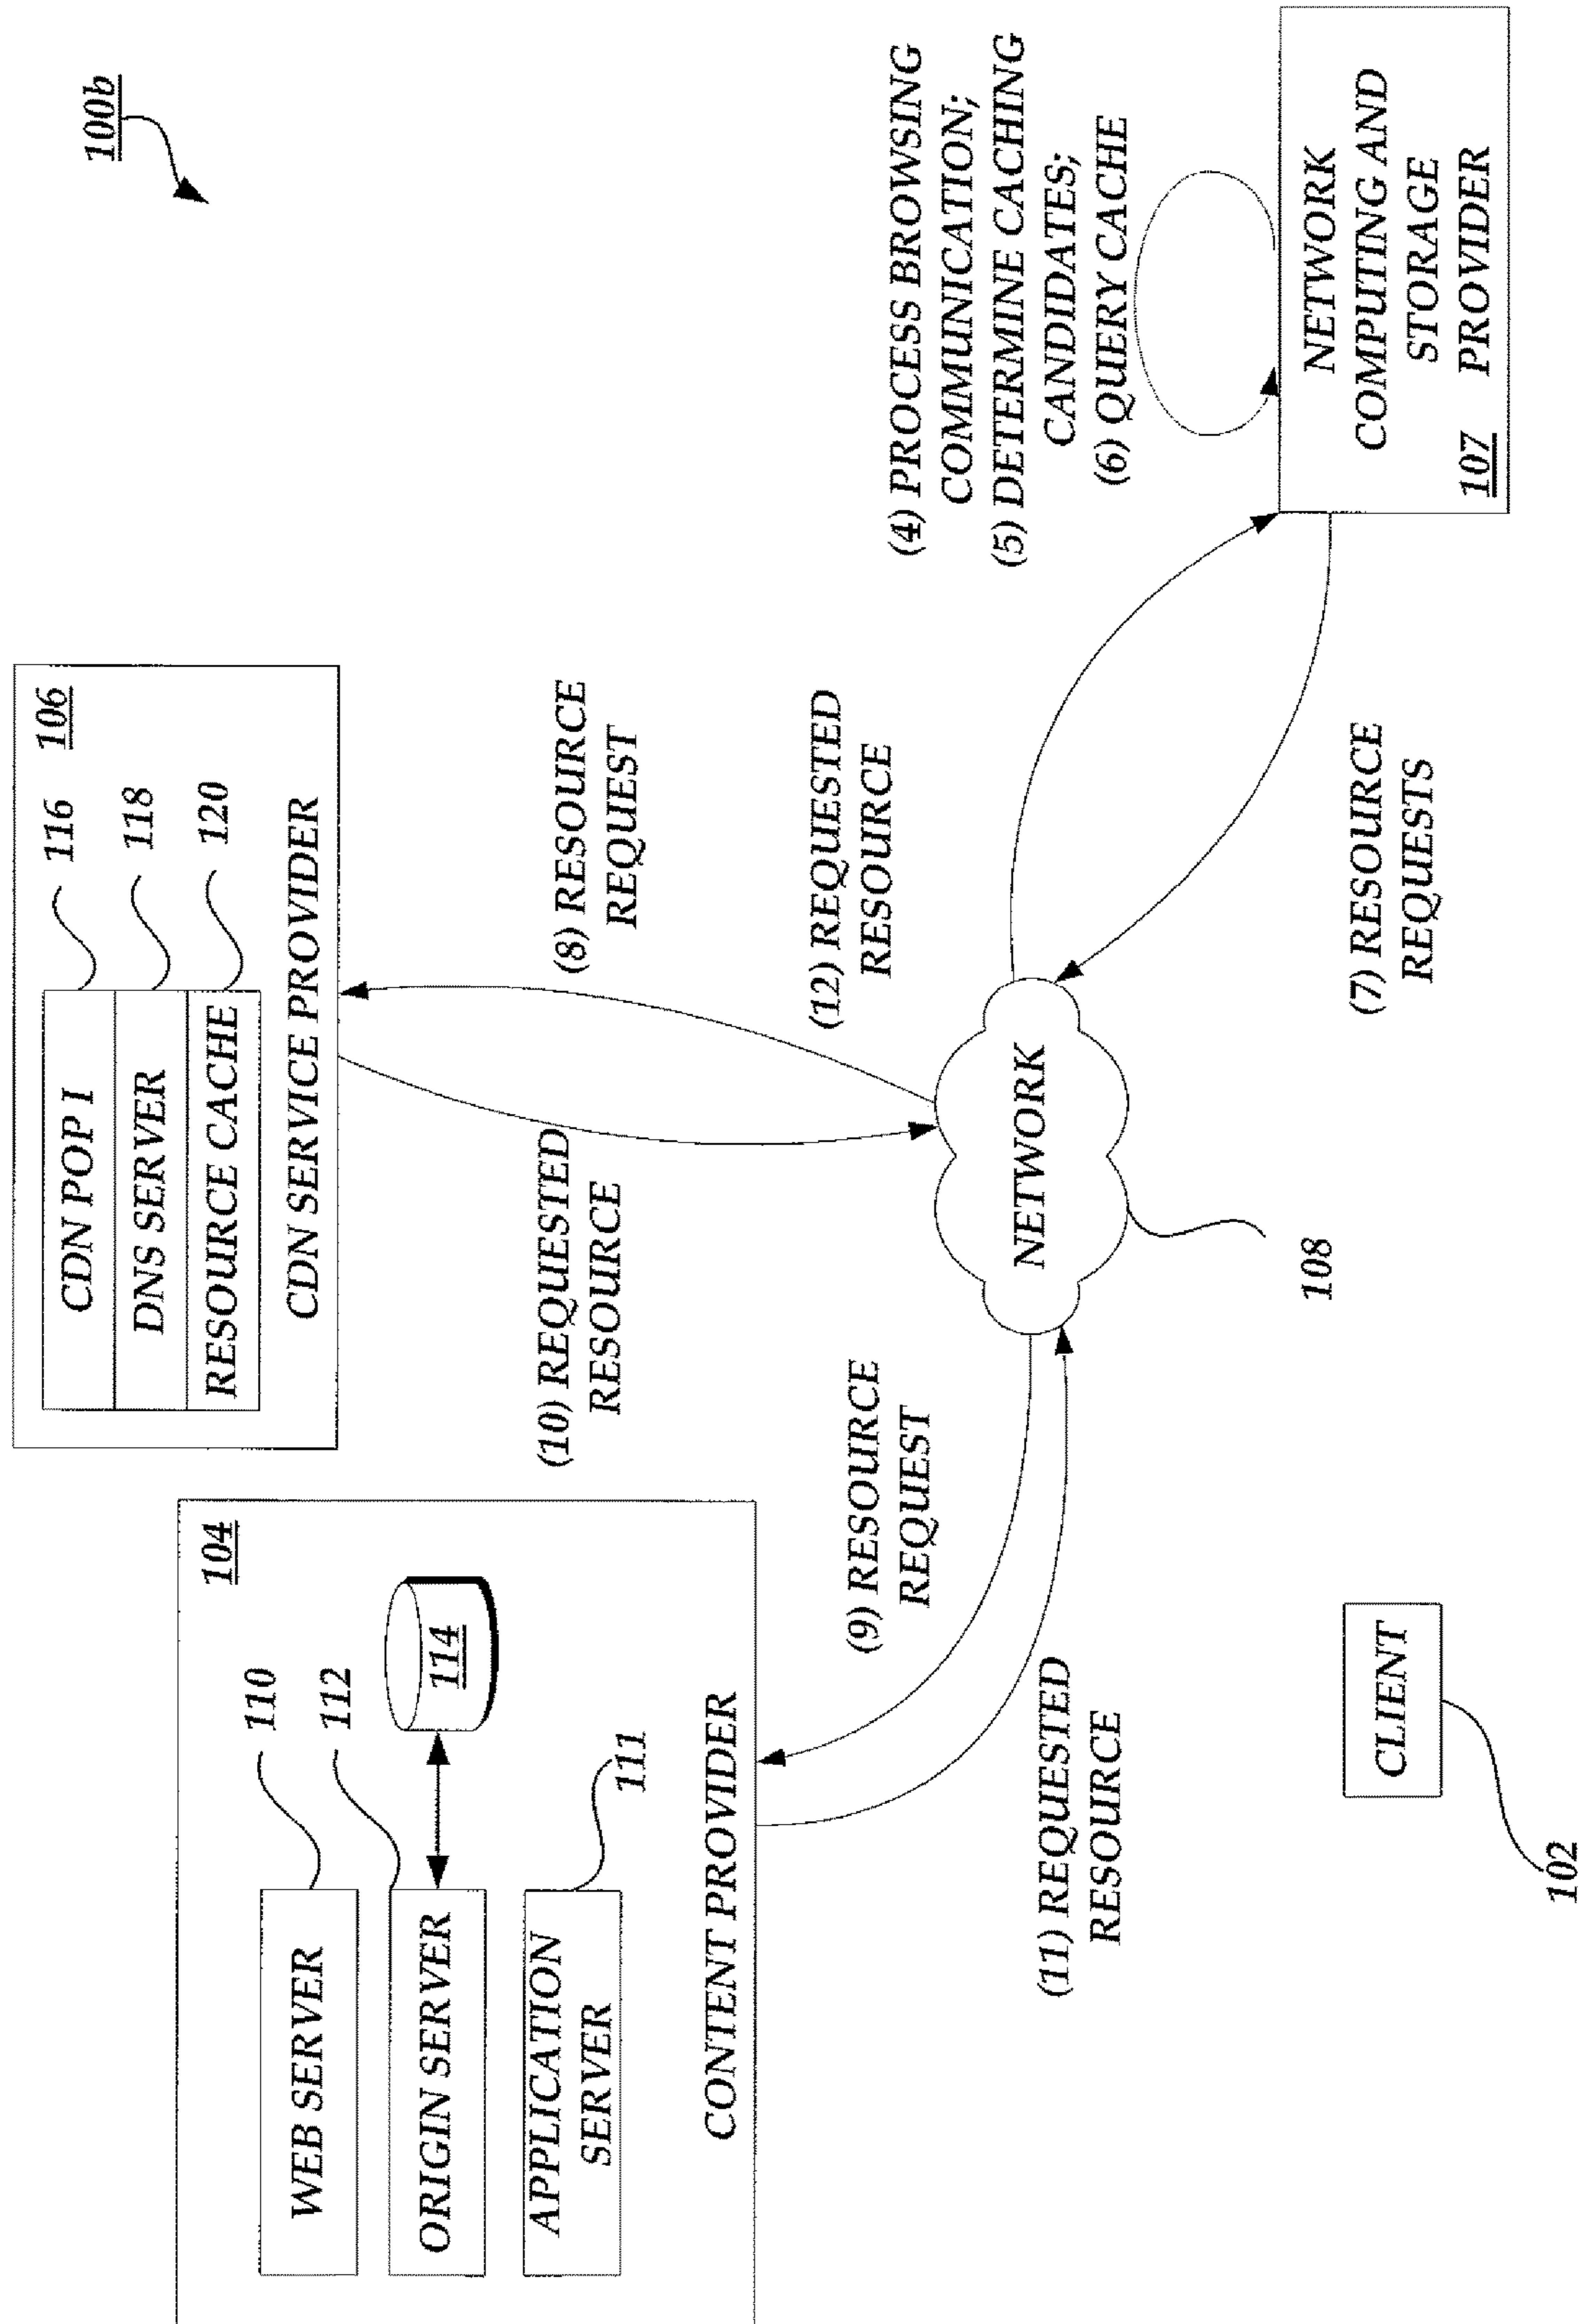 100b
104
110
WEB SERVER
112
ORIGIN SERVER
114
APPLICATION
SERVER
111
CONTENT PROVIDER
106
CDN POP I
116
DNS SERVER
118
RESOURCE CACHE
120
CDN SERVICE PROVIDER
(8) RESOURCE
REQUEST
(10) REQUESTED
RESOURCE
(12) REQUESTED
RESOURCE
(9) RESOURCE
REQUEST
(11) REQUESTED
RESOURCE
NETWORK
108
(7) RESOURCE
REQUESTS
(4) PROCESS BROWSING
COMMUNICATION;
(5) DETERMINE CACHING
CANDIDATES;
(6) QUERY CACHE
NETWORK
COMPUTING AND
STORAGE
PROVIDER
107
CLIENT
102